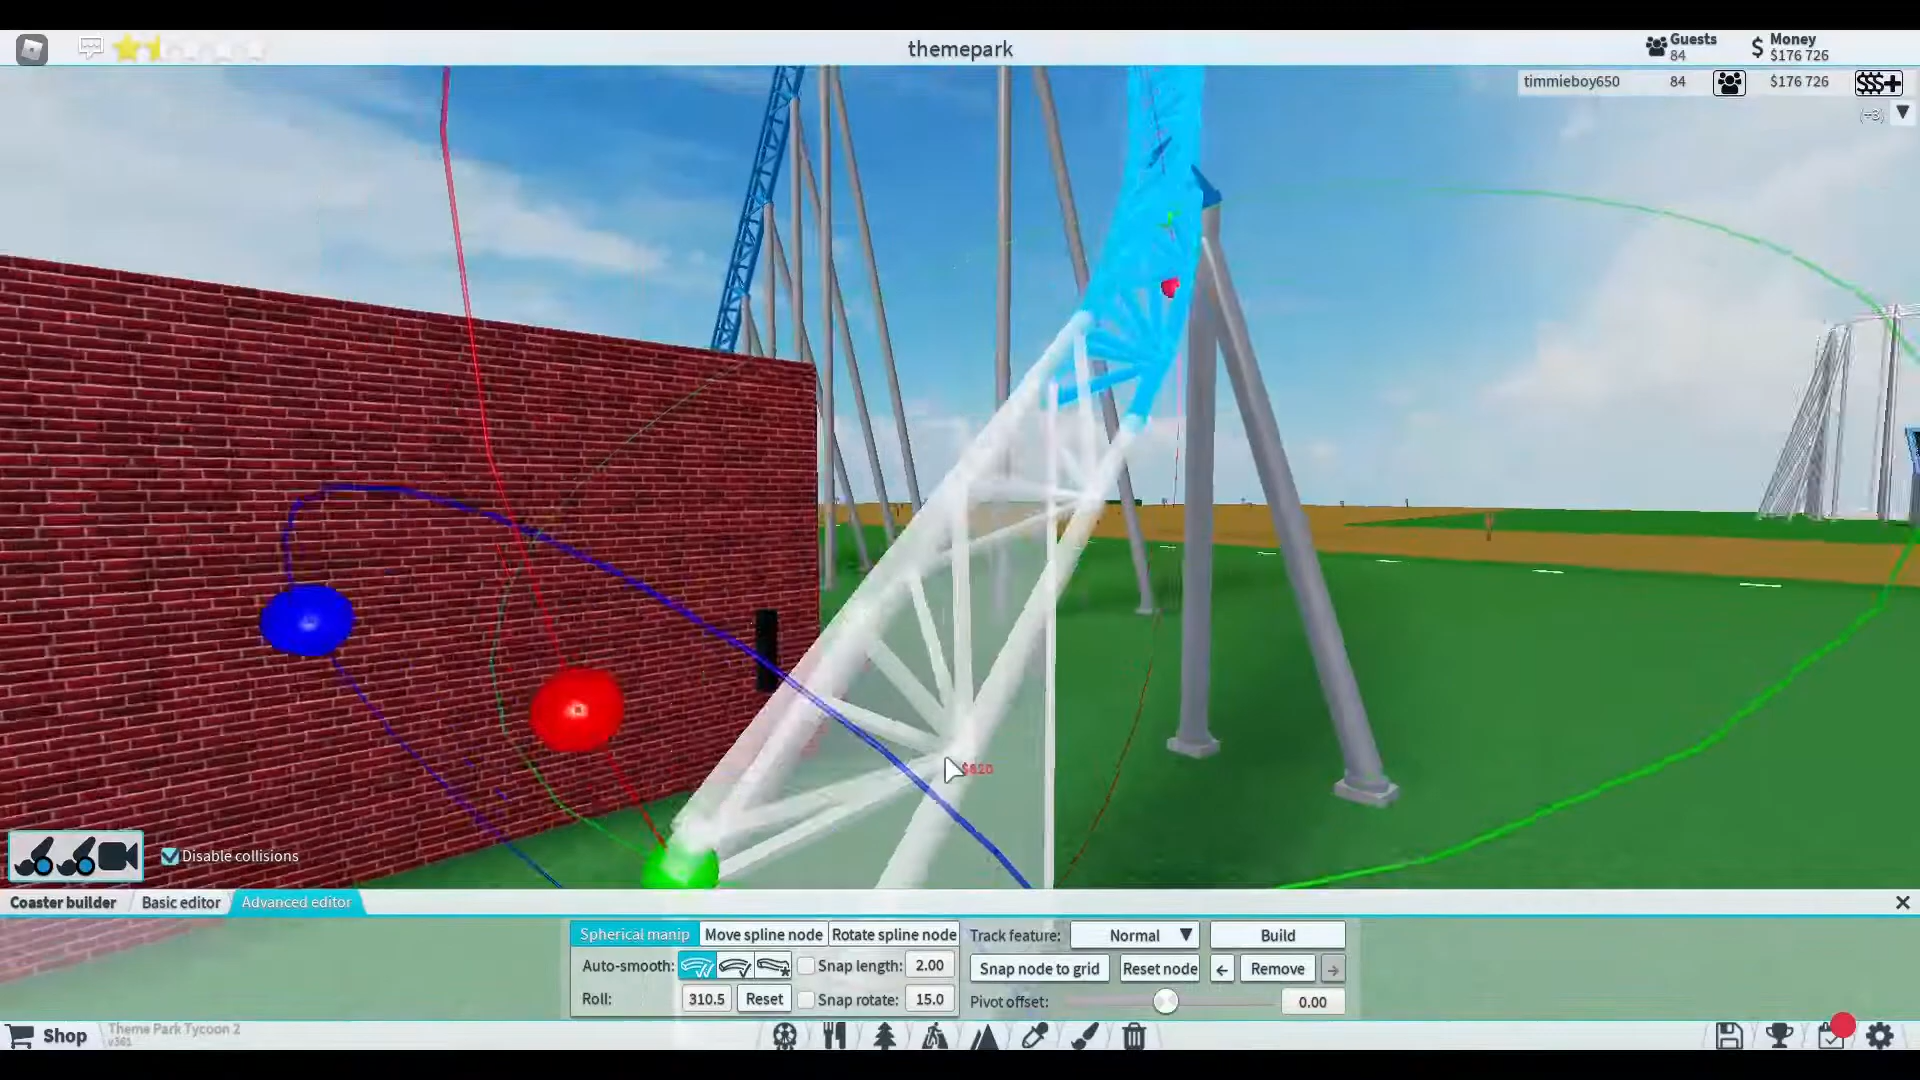 themepark
Guests
84
Money
$176 726
timmieboy650 84 $176 726
(~3)
$620
Disable collisions
Coaster builder Basic editor Advanced editor
Spherical manip Move spline node Rotate spline node Track feature: Normal Build
Auto-smooth: Snap length: 2.00 Snap node to grid Reset node Remove
Roll: 310.5 Reset Snap rotate: 15.0 Pivot offset: 0.00
Shop
Theme Park Tycoon 2
v361